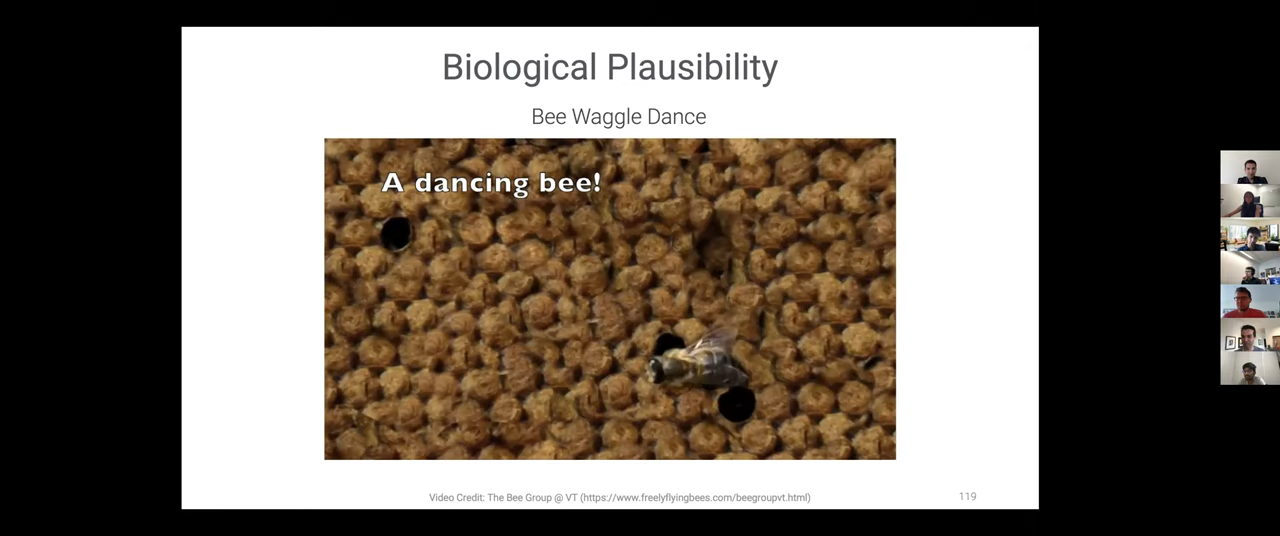 Biological Plausibility
Bee Waggle Dance
A dancing bee!
Video Credit: The Bee Group @ VT (https://www.freelyflyingbees.com/beegroupvt.html)
119